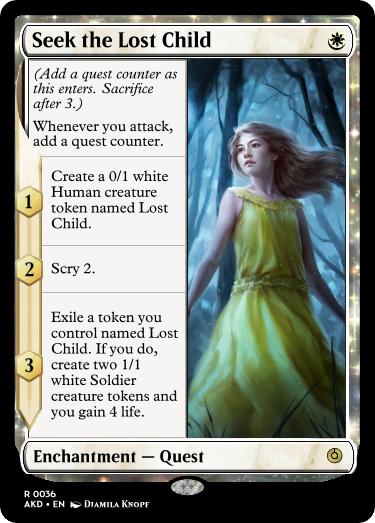 Seek the Lost Child
(Add a quest counter as
this enters. Sacrifice
after 3.)
Whenever you attack,
add a quest counter.
1
Create a 0/1 white
Human creature
token named Lost
Child.
2
Scry 2.
3
Exile a token you
control named Lost
Child. If you do,
create two 1/1
white Soldier
creature tokens and
you gain 4 life.
Enchantment — Quest
R 0036
AKD • EN Djamila Knopf